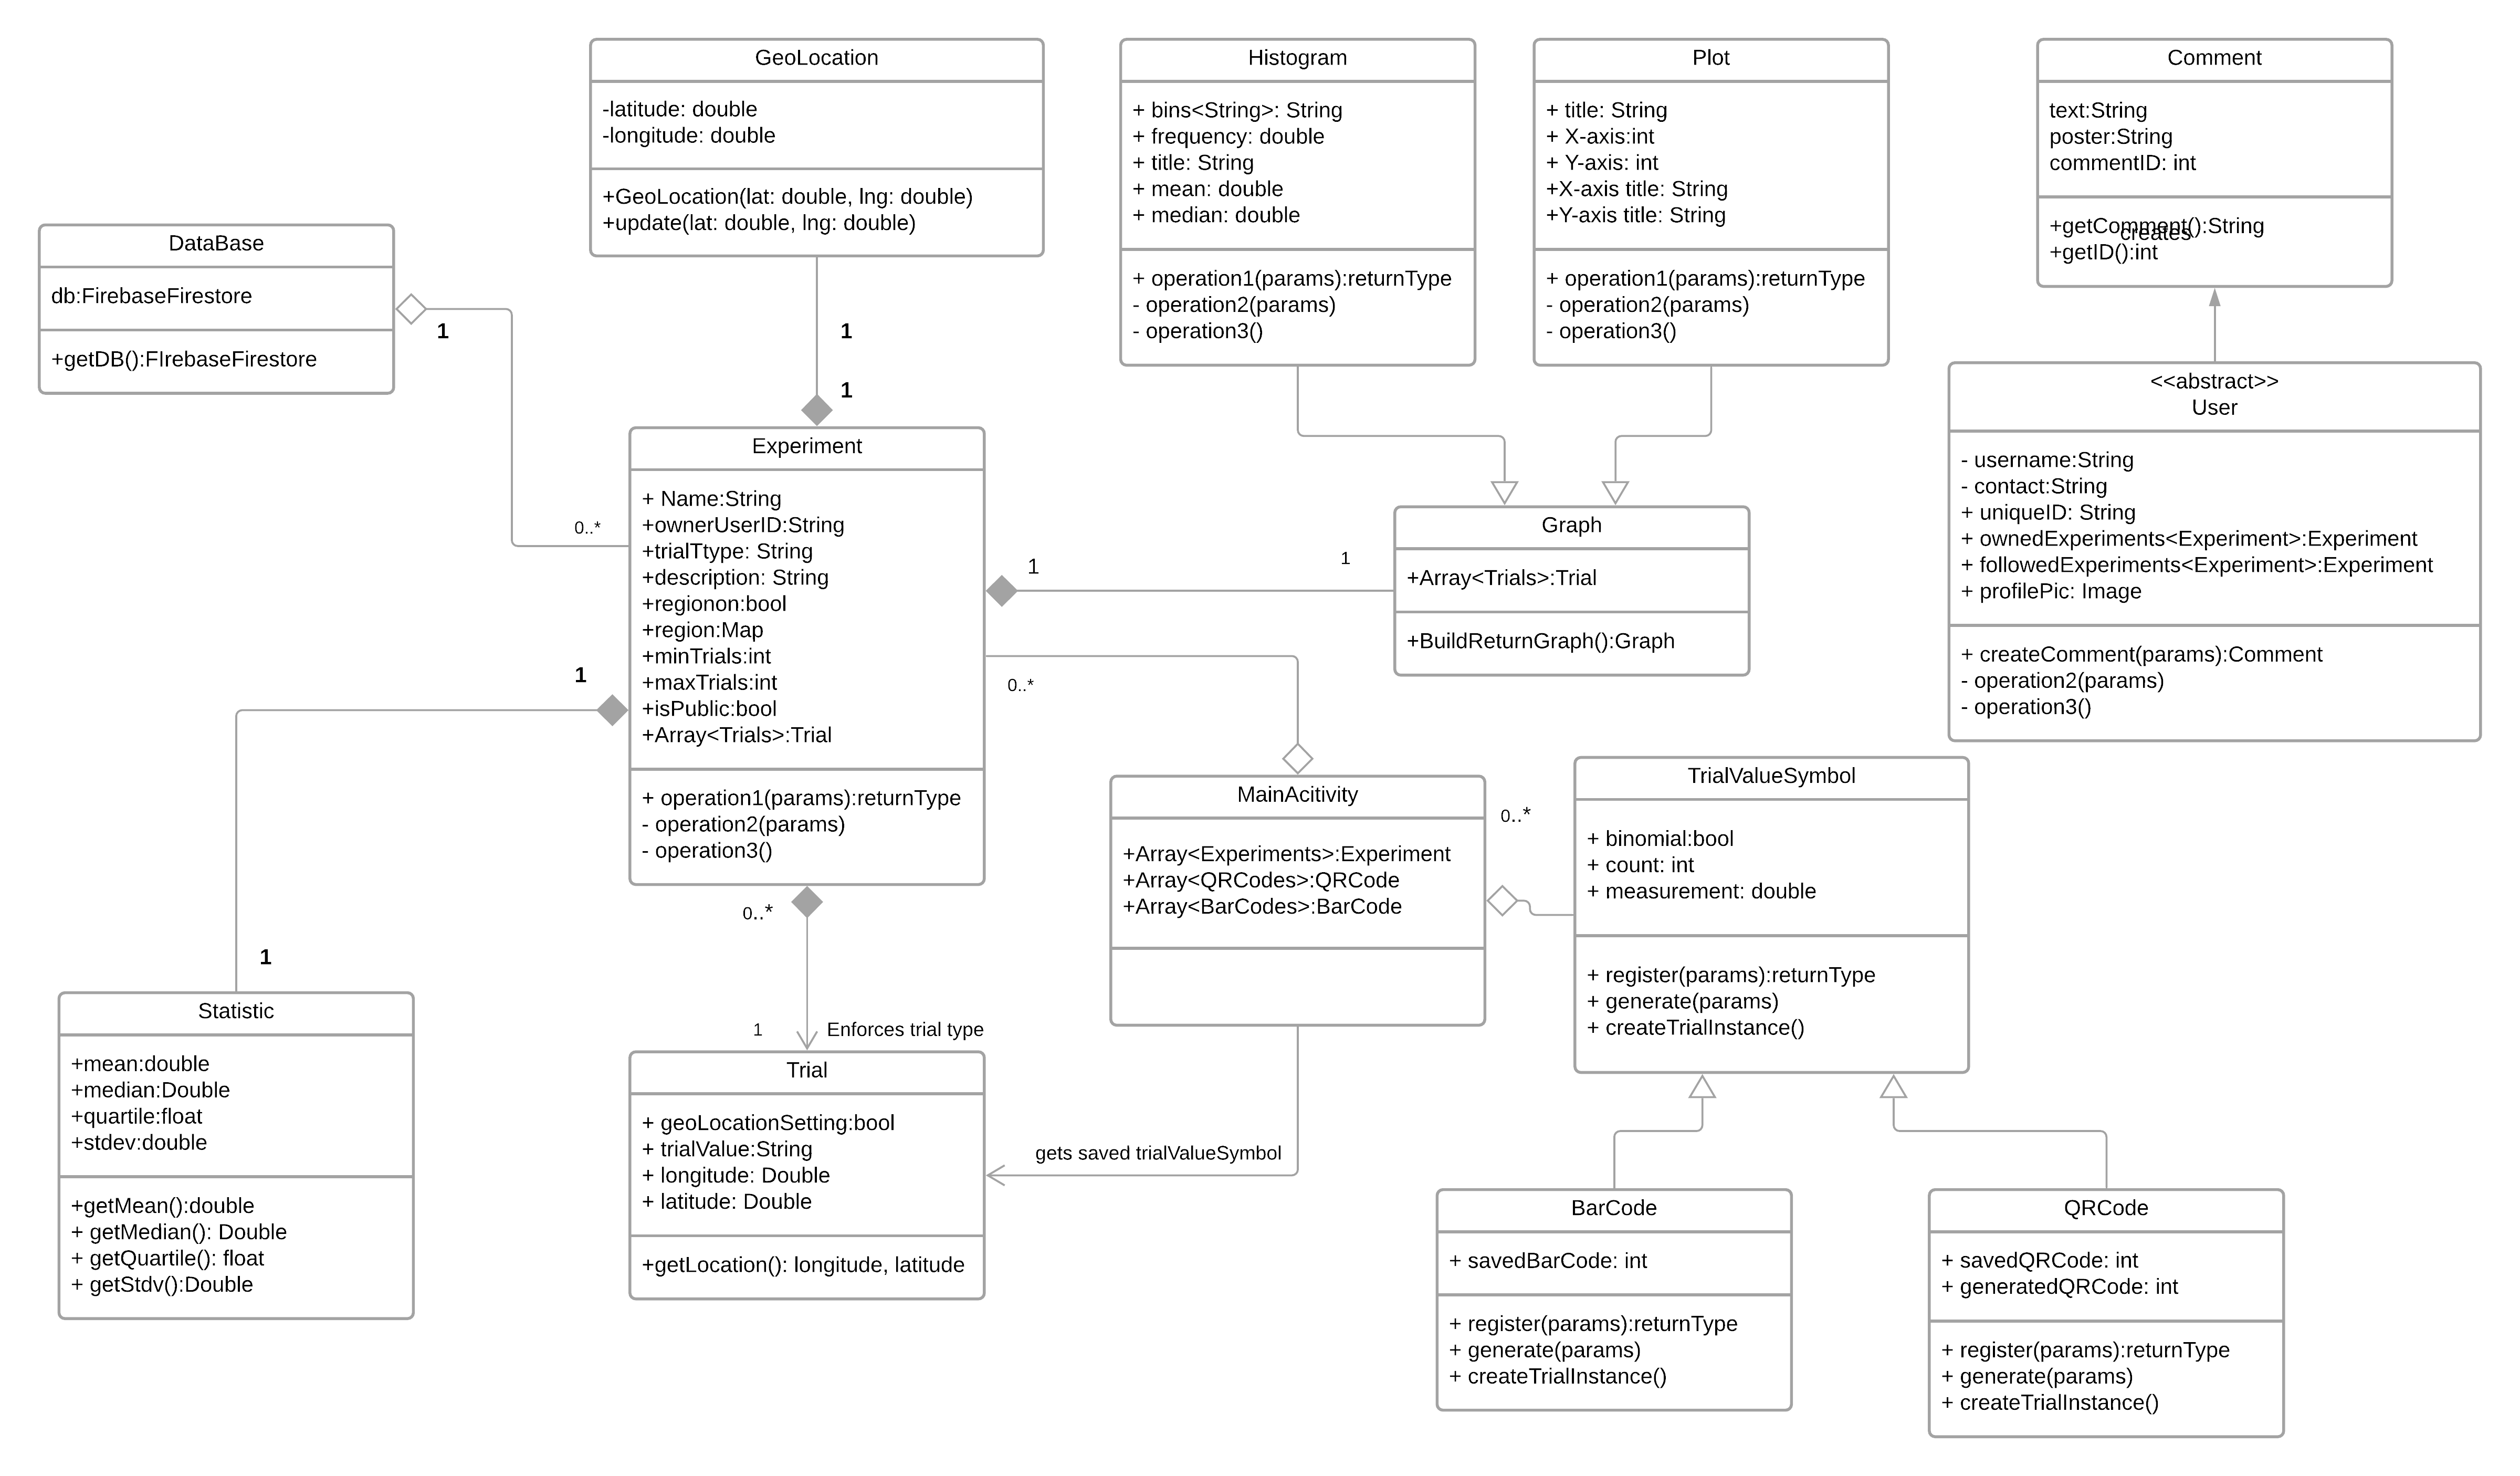 GeoLocation
-latitude: double
-longitude: double
+GeoLocation(lat: double, lng: double)
+update(lat: double, lng: double)
Histogram
+ bins<String>: String
+ frequency: double
+ title: String
+ mean: double
+ median: double
+ operation1(params):returnType
- operation2(params)
- operation3()
Plot
+ title: String
+ X-axis:int
+ Y-axis: int
+X-axis title: String
+Y-axis title: String
+ operation1(params):returnType
- operation2(params)
- operation3()
Comment
text:String
poster:String
commentID: int
+getComment():String
creates
+getID():int
DataBase
db:FirebaseFirestore
+getDB():FIrebaseFirestore
1
1
1
0..*
Experiment
+ Name:String
+ownerUserID:String
+trialTtype: String
+description: String
+regionon:bool
+region:Map
+minTrials:int
+maxTrials:int
+isPublic:bool
+Array<Trials>:Trial
+ operation1(params):returnType
- operation2(params)
- operation3()
1
1
Graph
+Array<Trials>:Trial
+BuildReturnGraph():Graph
<<abstract>>
User
- username:String
- contact:String
+ uniqueID: String
+ ownedExperiments<Experiment>:Experiment
+ followedExperiments<Experiment>:Experiment
+ profilePic: Image
+ createComment(params):Comment
- operation2(params)
- operation3()
1
0..*
MainAcitivity
+Array<Experiments>:Experiment
+Array<QRCodes>:QRCode
+Array<BarCodes>:BarCode
0..*
TrialValueSymbol
+ binomial:bool
+ count: int
+ measurement: double
+ register(params):returnType
+ generate(params)
+ createTrialInstance()
0..*
1
1
Enforces trial type
Statistic
+mean:double
+median:Double
+quartile:float
+stdev:double
+getMean():double
+ getMedian(): Double
+ getQuartile(): float
+ getStdv():Double
Trial
+ geoLocationSetting:bool
+ trialValue:String
+ longitude: Double
+ latitude: Double
+getLocation(): longitude, latitude
gets saved trialValueSymbol
BarCode
+ savedBarCode: int
+ register(params):returnType
+ generate(params)
+ createTrialInstance()
QRCode
+ savedQRCode: int
+ generatedQRCode: int
+ register(params):returnType
+ generate(params)
+ createTrialInstance()